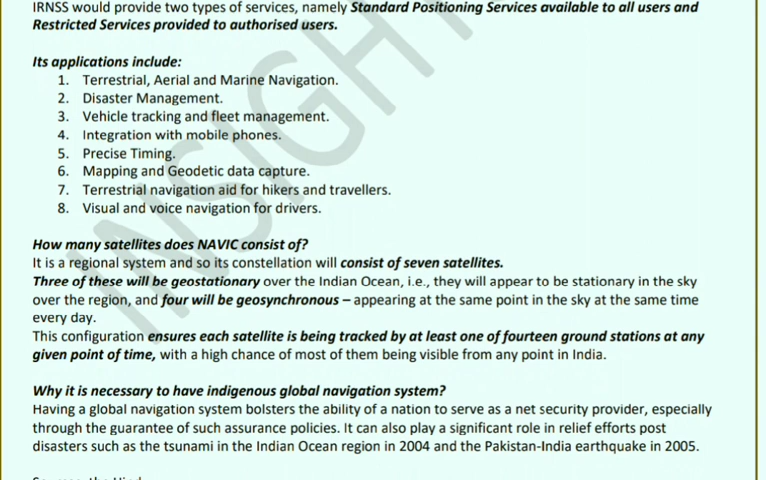 IRNSS would provide two types of services, namely Standard Positioning Services available to all users and
Restricted Services provided to authorised users.
Its applications include:
1. Terrestrial, Aerial and Marine Navigation.
2. Disaster Management.
3. Vehicle tracking and fleet management.
4. Integration with mobile phones.
5. Precise Timing.
6. Mapping and Geodetic data capture.
7. Terrestrial navigation aid for hikers and travellers.
8. Visual and voice navigation for drivers.
INSIGHT
How many satellites does NAVIC consist of?
It is a regional system and so its constellation will consist of seven satellites.
Three of these will be geostationary over the Indian Ocean, i.e., they will appear to be stationary in the sky
over the region, and four will be geosynchronous – appearing at the same point in the sky at the same time
every day.
This configuration ensures each satellite is being tracked by at least one of fourteen ground stations at any
given point of time, with a high chance of most of them being visible from any point in India.
Why it is necessary to have indigenous global navigation system?
Having a global navigation system bolsters the ability of a nation to serve as a net security provider, especially
through the guarantee of such assurance policies. It can also play a significant role in relief efforts post
disasters such as the tsunami in the Indian Ocean region in 2004 and the Pakistan-India earthquake in 2005.